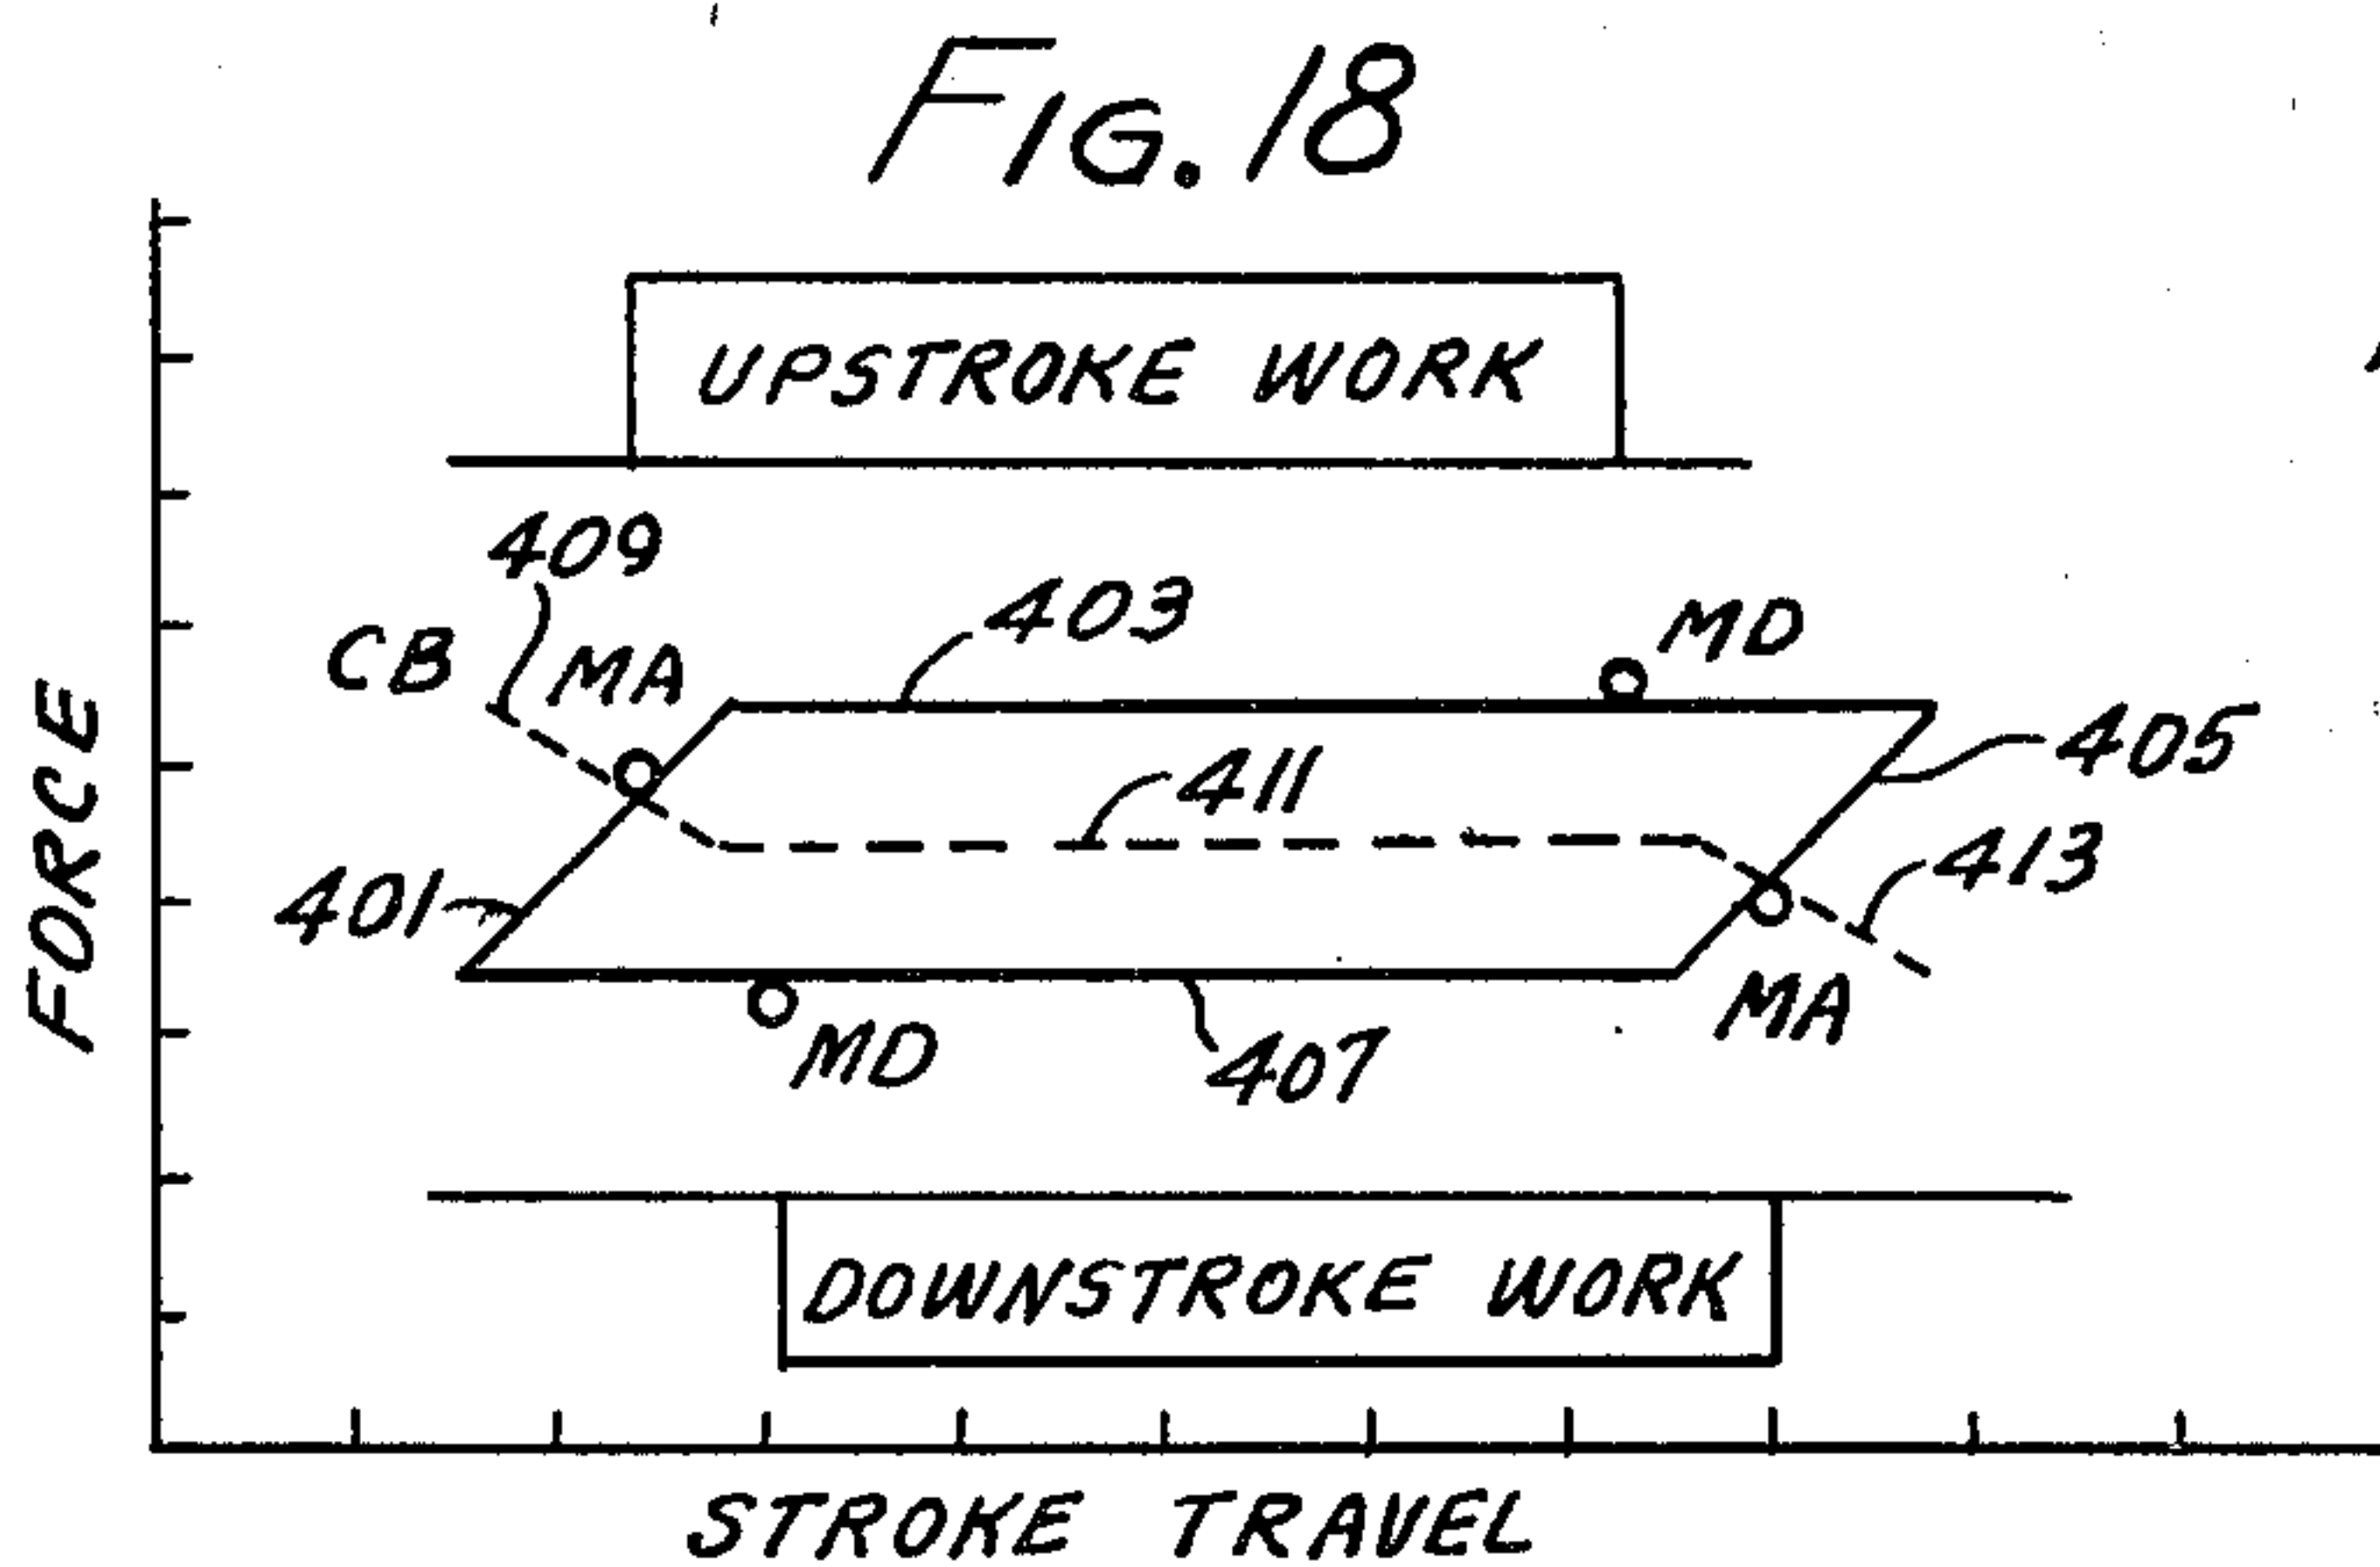 FIG. 18
UPSTROKE WORK
409
403
MD
CB
MA
405
411
413
401
MA
MD
407
FORCE
DOWNSTROKE WORK
STROKE TRAVEL